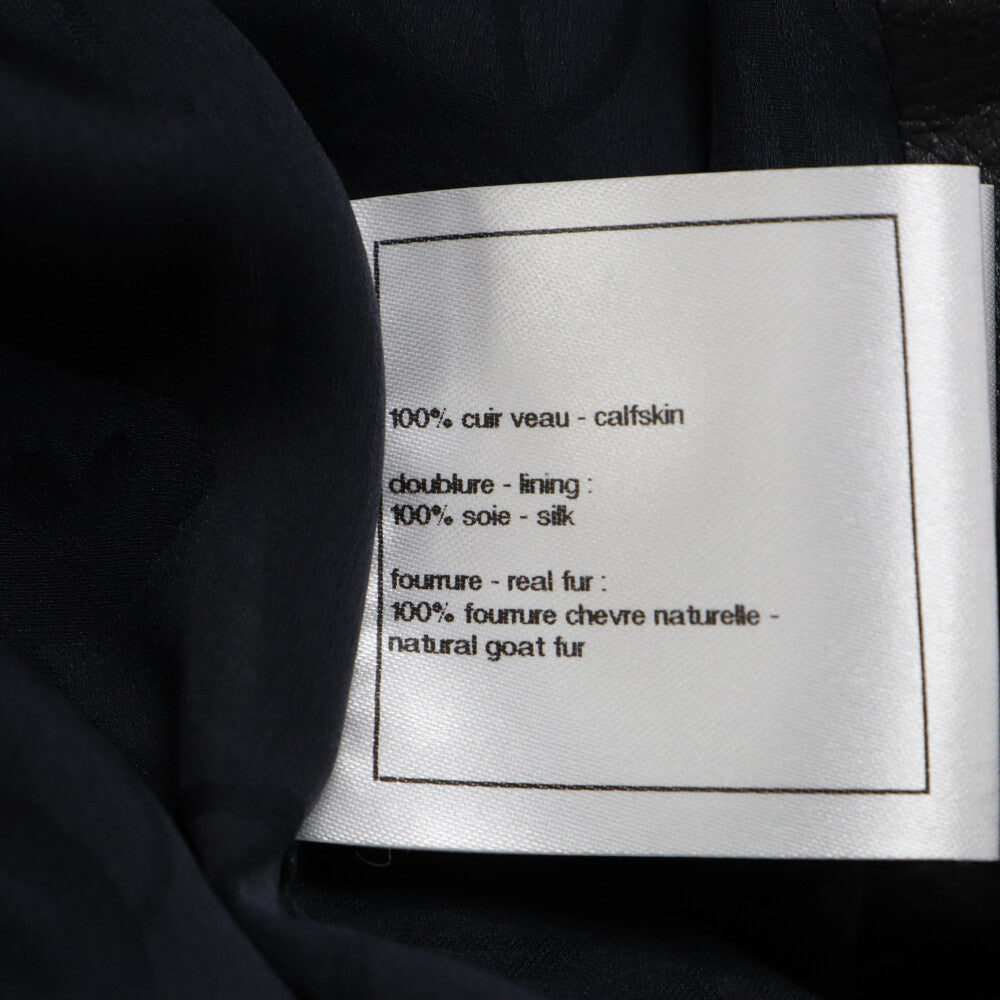 100% cuir veau - calfskin
doublure - lining :
100% soie - silk
fourrure - real fur :
100% fourrure chevre naturelle -
natural goat fur